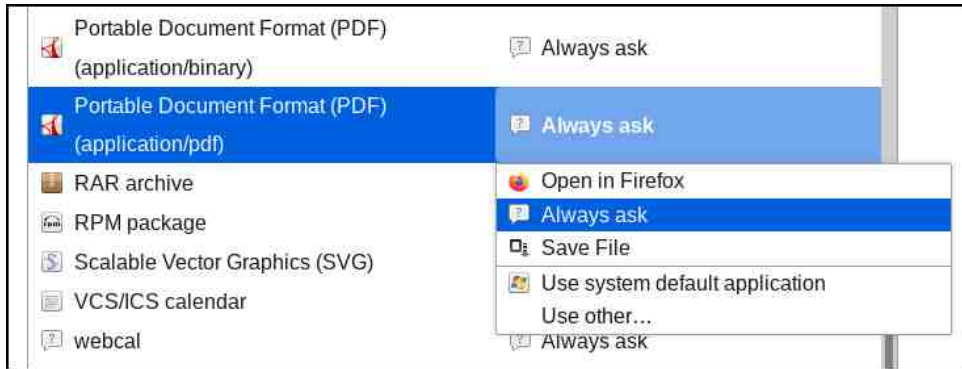 Portable Document Format (PDF)
(application/binary)
Always ask
Portable Document Format (PDF)
(application/pdf)
Always ask
RAR archive
Open in Firefox
RPM package
Always ask
Scalable Vector Graphics (SVG)
Save File
VCS/ICS calendar
Use system default application
Use other…
webcal
Always ask